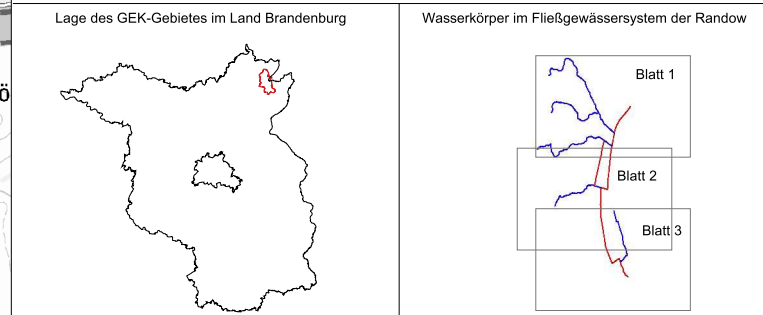 Lage des GEK-Gebietes im Land Brandenburg
Wasserkörper im Fließgewässersystem der Randow
ö
Blatt 1
Blatt 2
Blatt 3